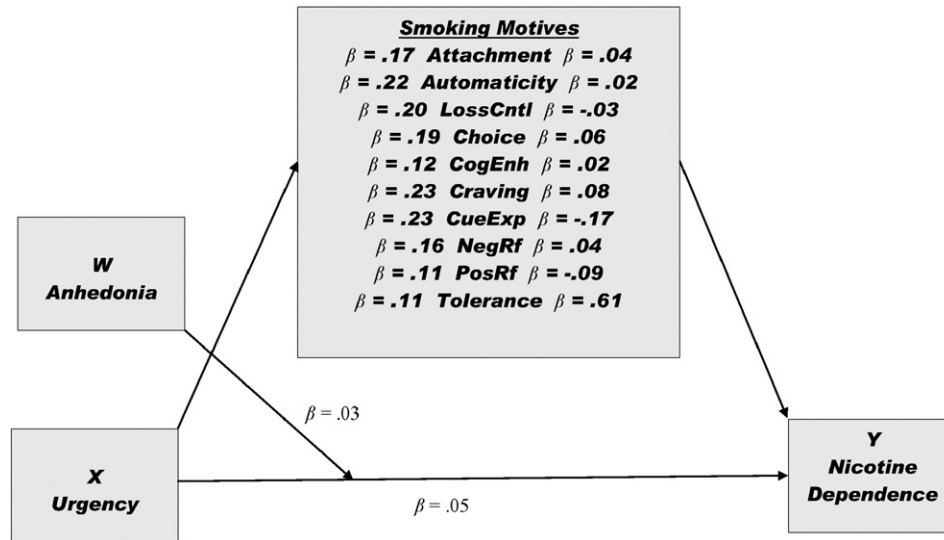 Smoking Motives
β = .17 Attachment β = .04
β = .22 Automaticity β = .02
β = .20 LossCntl β = -.03
β = .19 Choice β = .06
β = .12 CogEnh β = .02
β = .23 Craving β = .08
β = .23 CueExp β = -.17
β = .16 NegRf β = .04
β = .11 PosRf β = -.09
β = .11 Tolerance β = .61
W
Anhedonia
β = .03
X
Urgency
β = .05
Y
Nicotine
Dependence